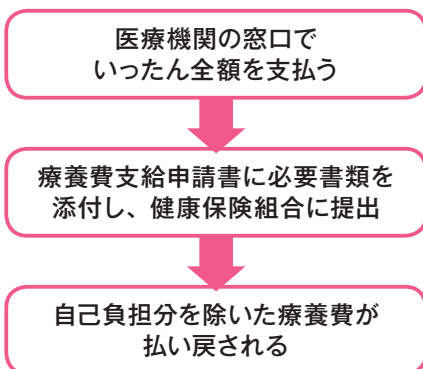 医療機関の窓口で
いったん全額を支払う
療養費支給申請書に必要書類を
添付し、健康保険組合に提出
自己負担分を除いた療養費が
払い戻される